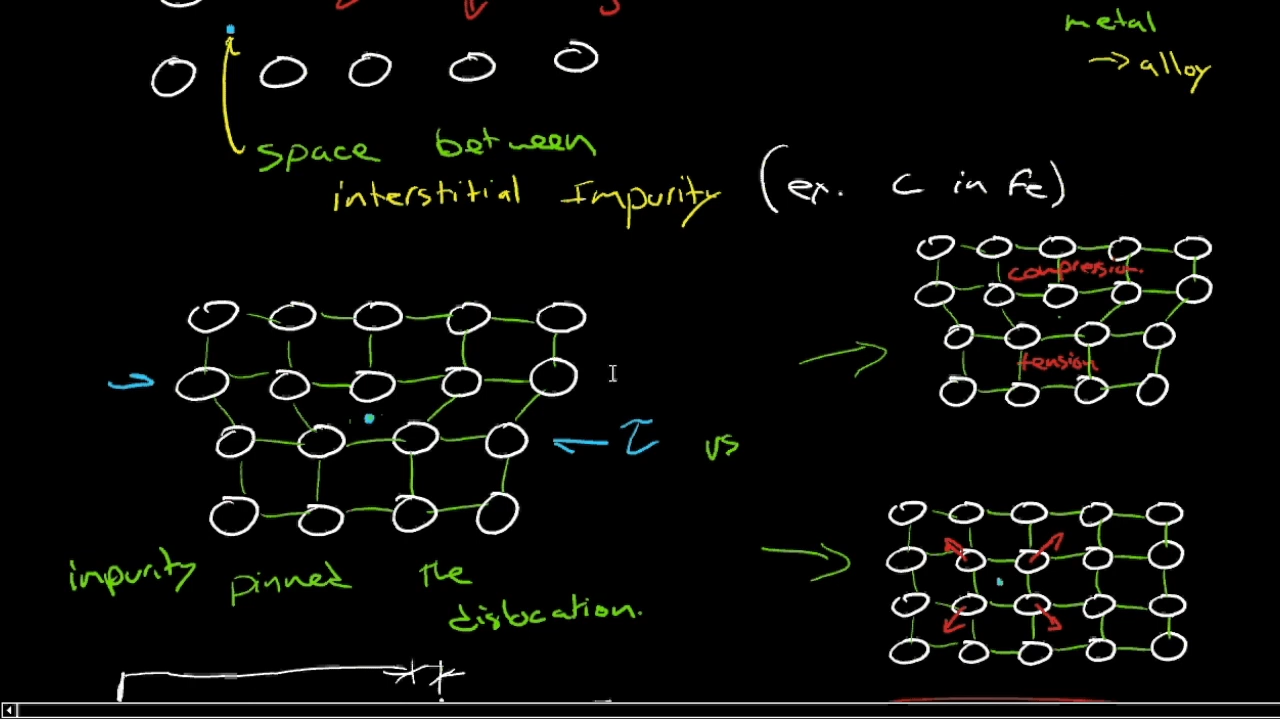 metal
→ alloy
space between
interstitial Impurity (ex. C in Fe)
compression
tension
τ
vs
impurity pinned the
dislocation.